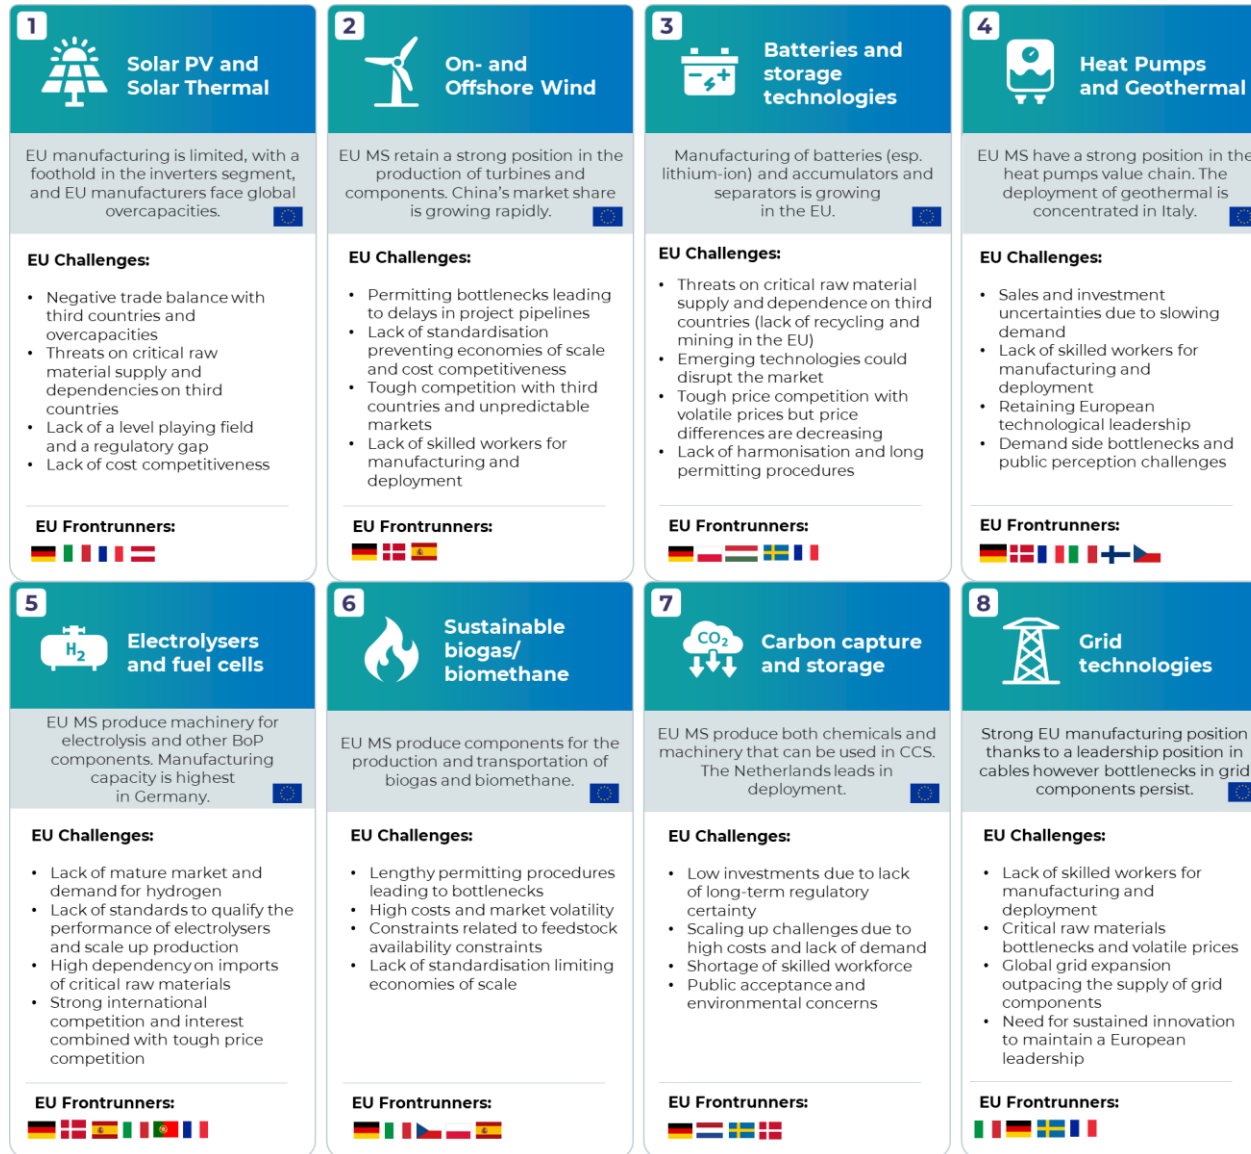 1
Solar PV and
Solar Thermal
EU manufacturing is limited, with a
foothold in the inverters segment,
and EU manufacturers face global
overcapacities.
EU Challenges:
• Negative trade balance with
third countries and
overcapacities
• Threats on critical raw
material supply and
dependencies on third
countries
• Lack of a level playing field
and a regulatory gap
• Lack of cost competitiveness
EU Frontrunners:
2
On- and
Offshore Wind
EU MS retain a strong position in the
production of turbines and
components. China's market share
is growing rapidly.
EU Challenges:
• Permitting bottlenecks leading
to delays in project pipelines
• Lack of standardisation
preventing economies of scale
and cost competitiveness
• Tough competition with third
countries and unpredictable
markets
• Lack of skilled workers for
manufacturing and
deployment
EU Frontrunners:
3
Batteries and
storage
technologies
Manufacturing of batteries (esp.
lithium-ion) and accumulators and
separators is growing
in the EU.
EU Challenges:
• Threats on critical raw material
supply and dependence on third
countries (lack of recycling and
mining in the EU)
• Emerging technologies could
disrupt the market
• Tough price competition with
volatile prices but price
differences are decreasing
• Lack of harmonisation and long
permitting procedures
EU Frontrunners:
4
Heat Pumps
and Geothermal
EU MS have a strong position in the
heat pumps value chain. The
deployment of geothermal is
concentrated in Italy.
EU Challenges:
• Sales and investment
uncertainties due to slowing
demand
• Lack of skilled workers for
manufacturing and
deployment
• Retaining European
technological leadership
• Demand side bottlenecks and
public perception challenges
EU Frontrunners:
5
H2
Electrolysers
and fuel cells
EU MS produce machinery for
electrolysis and other BoP
components. Manufacturing
capacity is highest
in Germany.
EU Challenges:
• Lack of mature market and
demand for hydrogen
• Lack of standards to qualify the
performance of electrolysers
and scale up production
• High dependency on imports
of critical raw materials
• Strong international
competition and interest
combined with tough price
competition
EU Frontrunners:
6
Sustainable
biogas/
biomethane
EU MS produce components for the
production and transportation of
biogas and biomethane.
EU Challenges:
• Lengthy permitting procedures
leading to bottlenecks
• High costs and market volatility
• Constraints related to feedstock
availability constraints
• Lack of standardisation limiting
economies of scale
EU Frontrunners:
7
CO2
Carbon capture
and storage
EU MS produce both chemicals and
machinery that can be used in CCS.
The Netherlands leads in
deployment.
EU Challenges:
• Low investments due to lack
of long-term regulatory
certainty
• Scaling up challenges due to
high costs and lack of demand
• Shortage of skilled workforce
• Public acceptance and
environmental concerns
EU Frontrunners:
8
Grid
technologies
Strong EU manufacturing position
thanks to a leadership position in
cables however bottlenecks in grid
components persist.
EU Challenges:
• Lack of skilled workers for
manufacturing and
deployment
• Critical raw materials
bottlenecks and volatile prices
• Global grid expansion
outpacing the supply of grid
components
• Need for sustained innovation
to maintain a European
leadership
EU Frontrunners: